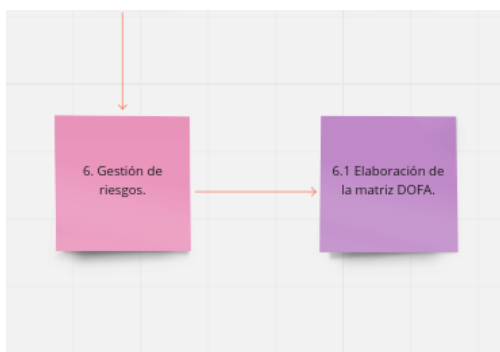 6. Gestión de
riesgos.
6.1 Elaboración de
la matriz DOFA.